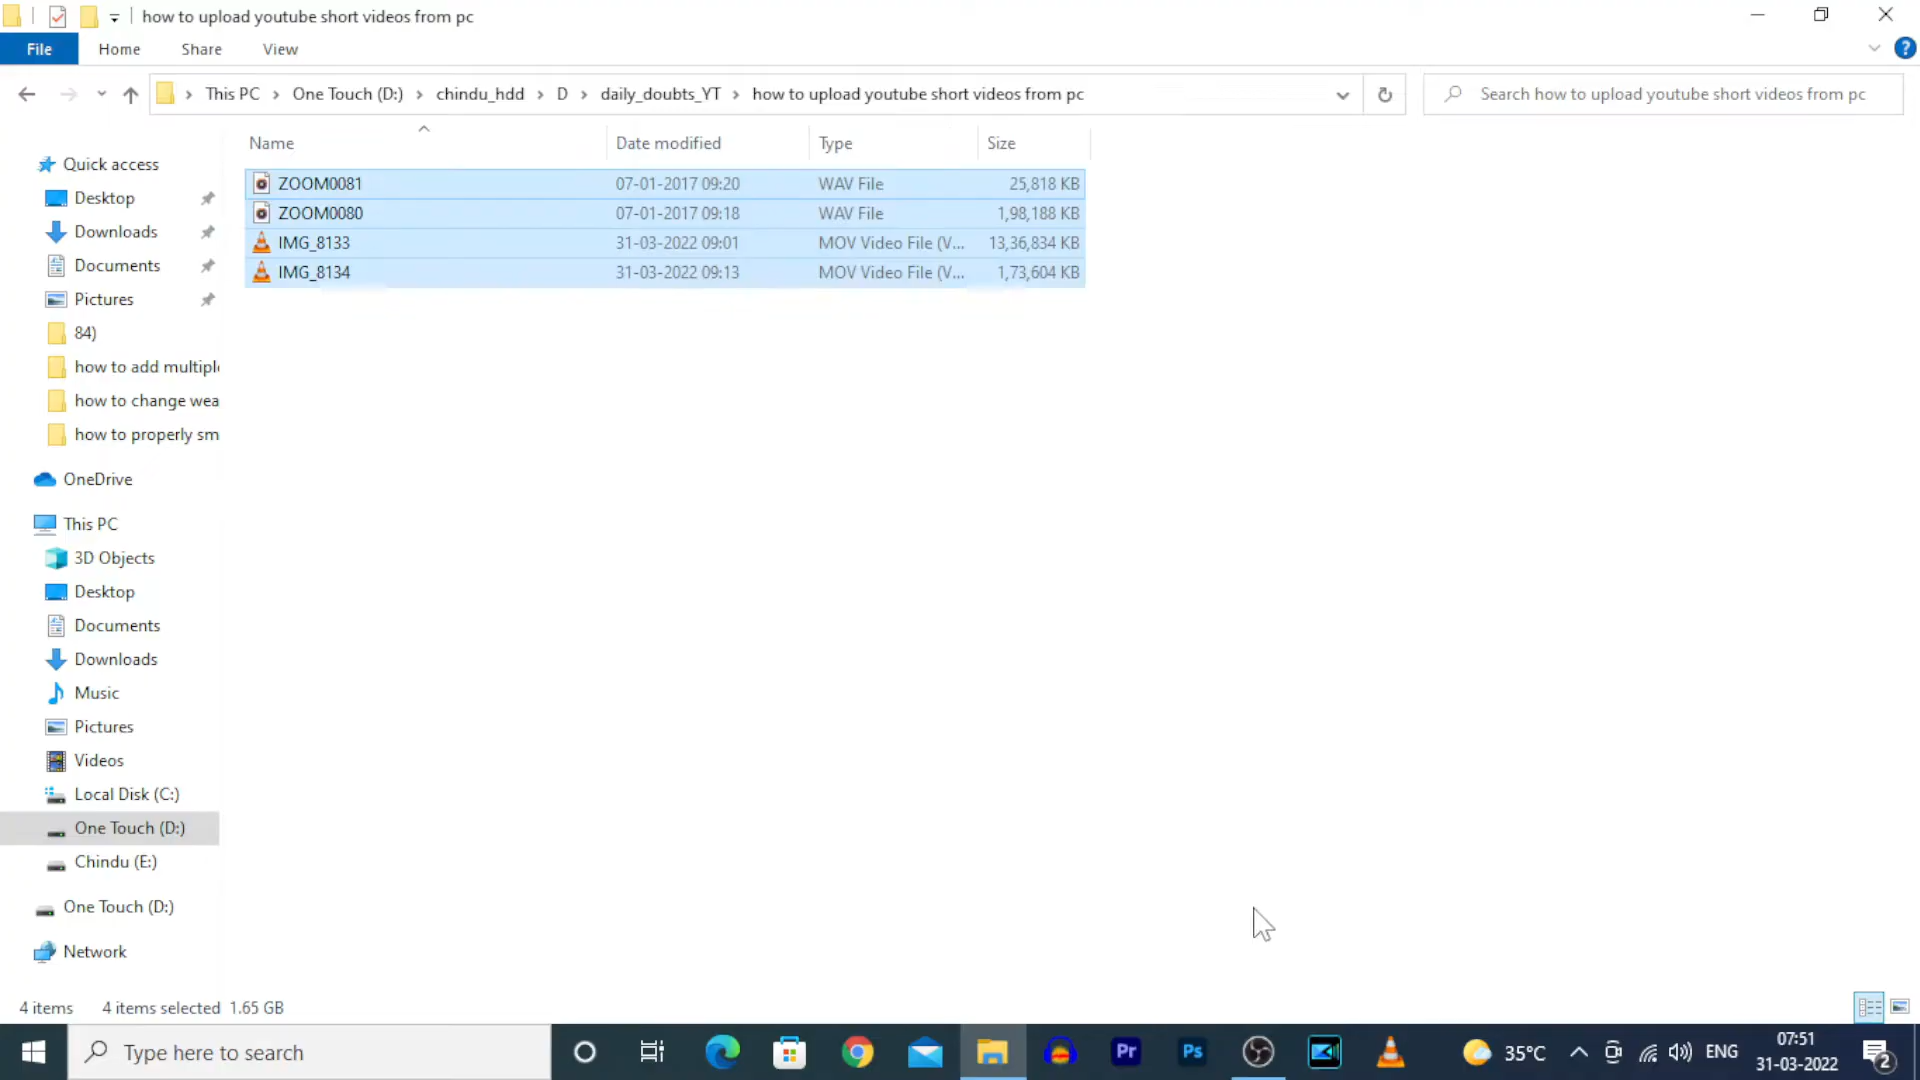 how to upload youtube short videos from pc
File Home Share View
This PC One Touch (D:) chindu_hdd D daily_doubts_YT how to upload youtube short videos from pc
Search how to upload youtube short videos from pc
Name Date modified Type Size
ZOOM0081 07-01-2017 09:20 WAV File 25,818 KB
ZOOM0080 07-01-2017 09:18 WAV File 1,98,188 KB
IMG_8133 31-03-2022 09:01 MOV Video File (V... 13,36,834 KB
IMG_8134 31-03-2022 09:13 MOV Video File (V... 1,73,604 KB
Quick access
Desktop
Downloads
Documents
Pictures
84)
how to add multiple
how to change wea
how to properly sm
OneDrive
This PC
3D Objects
Desktop
Documents
Downloads
Music
Pictures
Videos
Local Disk (C:)
One Touch (D:)
Chindu (E:)
One Touch (D:)
Network
4 items 4 items selected 1.65 GB
Type here to search
Pr
Ps
35°C
ENG
07:51
31-03-2022
2